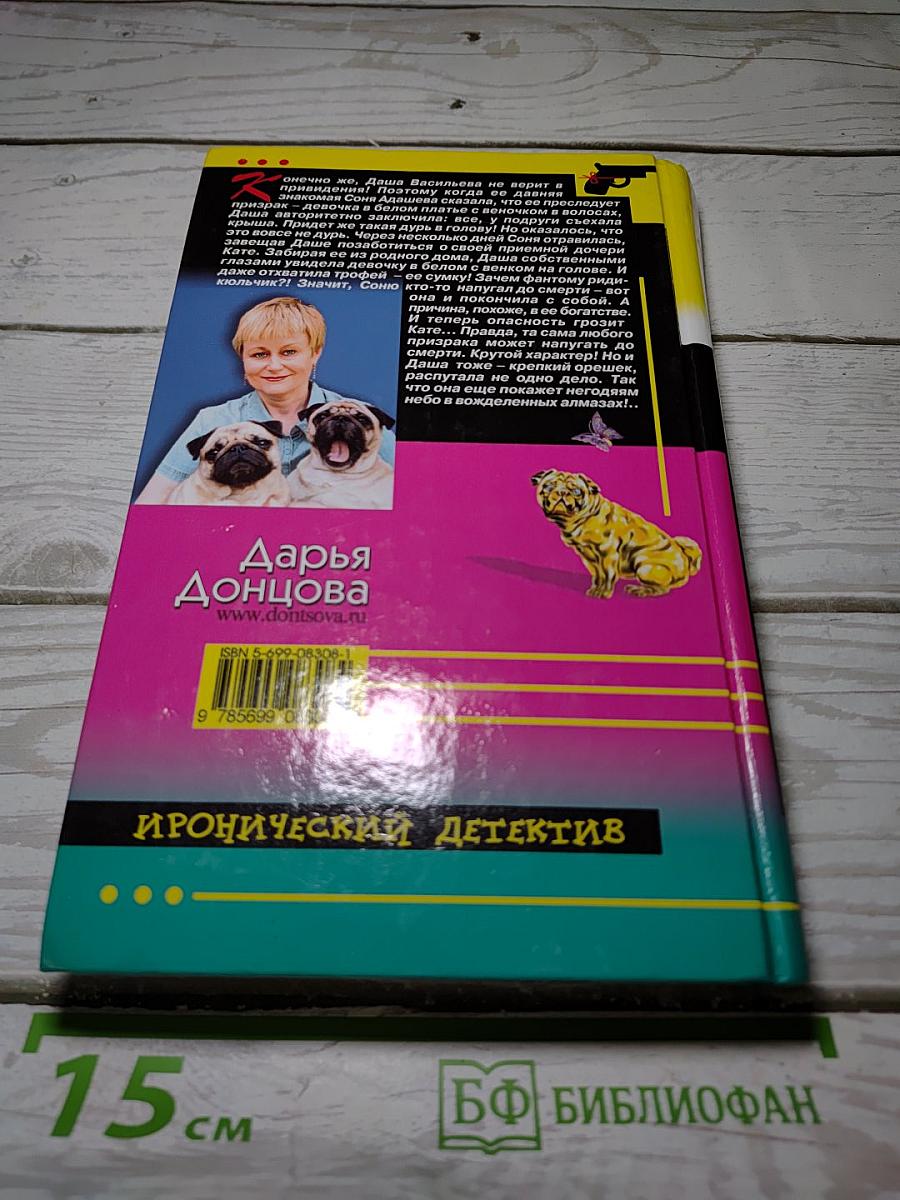 Конечно же, Даша Васильева не верит в
привидения! Поэтому когда ее давняя
знакомая Соня Адашева сказала, что ее преследует
призрак – девочка в белом платье с веночком в волосах,
Даша авторитетно заключила: все, у подруги съехала
крыша. Придет же такая дурь в голову! Но оказалось, что
это вовсе не дурь. Через несколько дней Соня отравилась,
завещав Даше позаботиться о своей приемной дочери
Кате. Забирая ее из родного дома, Даша собственными
глазами увидела девочку в белом с венком на голове. И
даже отхватила трофей – ее сумку! Зачем фантому риди-
кюльчик?! Значит, Соню кто-то напугал до смерти – вот
она и покончила с собой. А
причина, похоже, в ее богатстве.
И теперь опасность грозит
Кате... Правда, та сама любого
призрака может напугать до
смерти. Крутой характер! Но и
Даша тоже – крепкий орешек,
распутала не одно дело. Так
что она еще покажет негодяям
небо в вожделенных алмазах!..
Дарья
Донцова
www.dontsova.ru
ISBN 5-699-08308-1
9 785699
ИРОНИЧЕСКИЙ ДЕТЕКТИВ
15 см
БФ БИБЛИОФАН